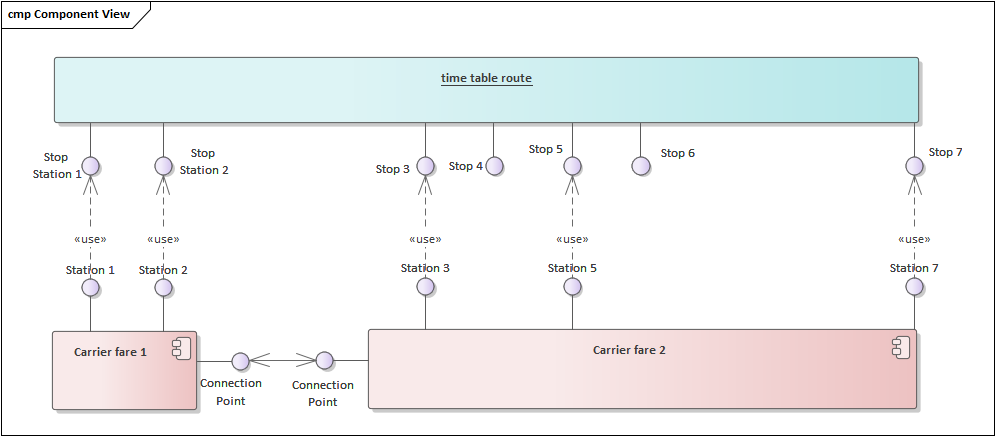 cmp Component View
time table route
Stop
Station 1
Stop
Station 2
Stop 3
Stop 4
Stop 5
Stop 6
Stop 7
«use»
«use»
«use»
«use»
«use»
Station 1
Station 2
Station 3
Station 5
Station 7
Carrier fare 1
Carrier fare 2
Connection
Point
Connection
Point